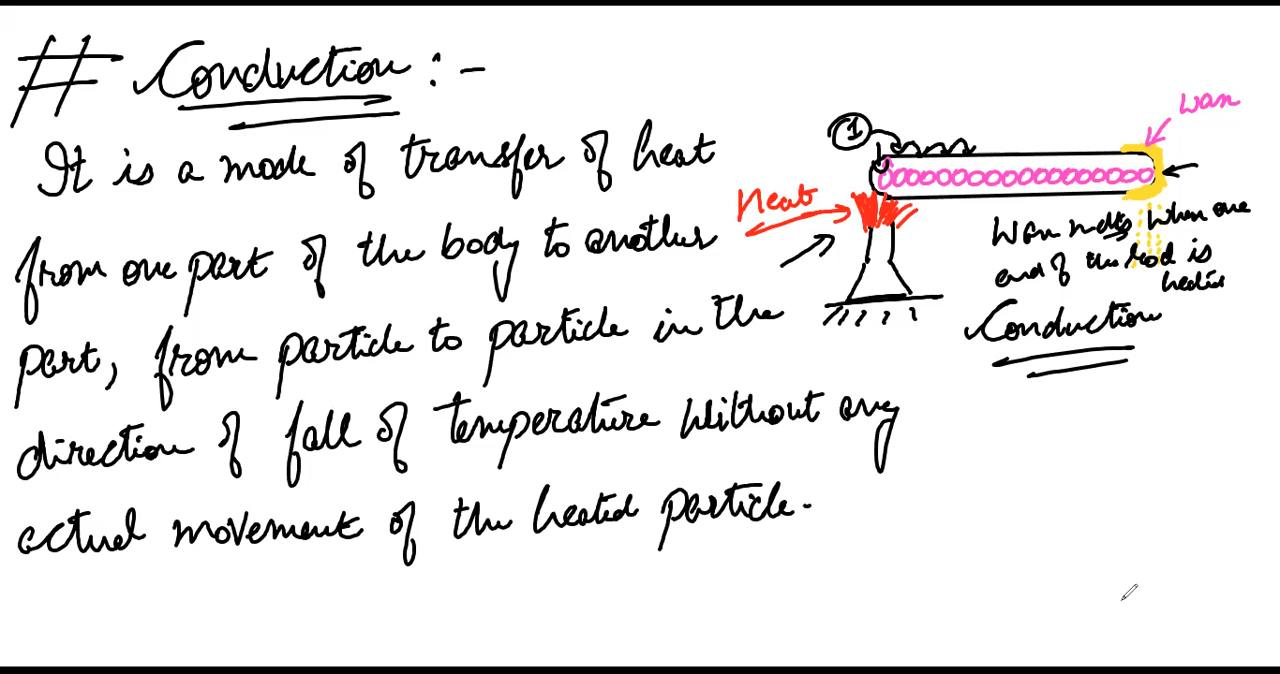 # Conduction :-
It is a mode of transfer of heat
from one part of the body to another
part, from particle to particle in the
direction of fall of temperature without any
actual movement of the heated particle.
1
Wax
Heat
Wax melts when one
end of the rod is
heated
Conduction